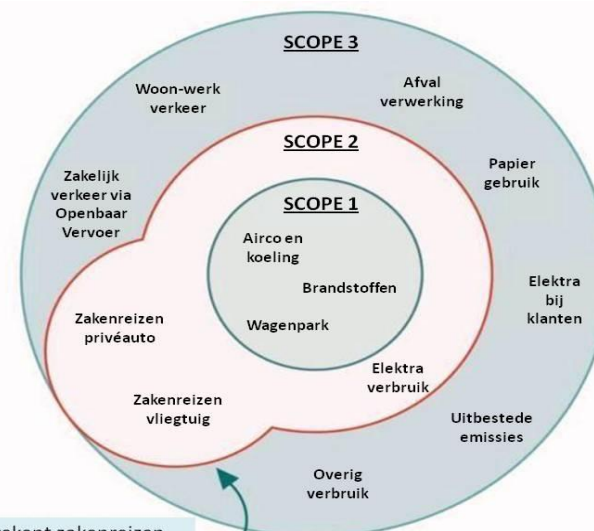 SCOPE 3
Woon-werk
verkeer
Afval
verwerking
SCOPE 2
Papier
gebruik
Zakelijk
verkeer via
Openbaar
Vervoer
SCOPE 1
Airco en
koeling
Brandstoffen
Wagenpark
Elektra
bij
klanten
Zakenreizen
privéauto
Elektra
verbruik
Zakenreizen
vliegtuig
Uitbestede
emissies
Overig
verbruik
zakenreizen